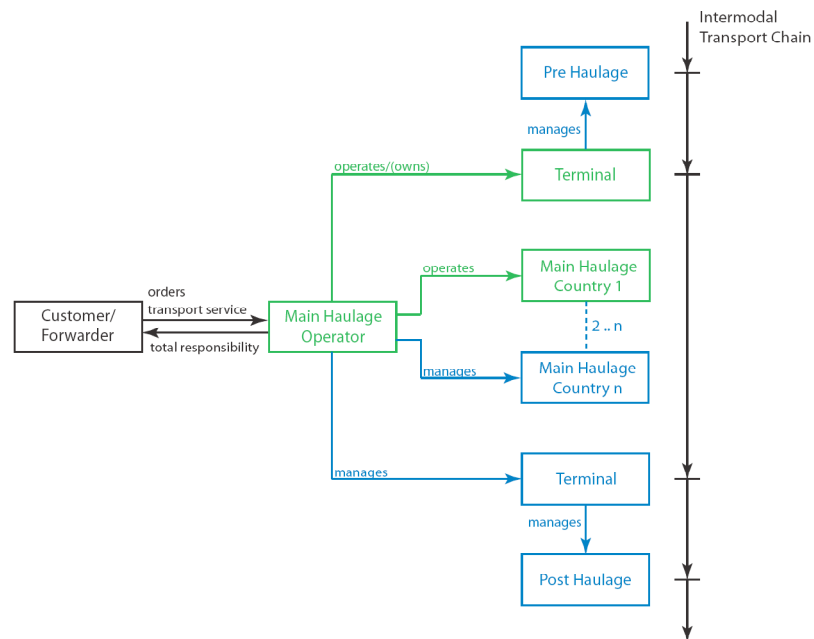 Intermodal
Transport Chain
Pre Haulage
manages
operates/(owns)
Terminal
operates
Main Haulage
Country 1
orders
transport service
Customer/
Forwarder
Main Haulage
Operator
total responsibility
2 .. n
manages
Main Haulage
Country n
manages
Terminal
manages
Post Haulage